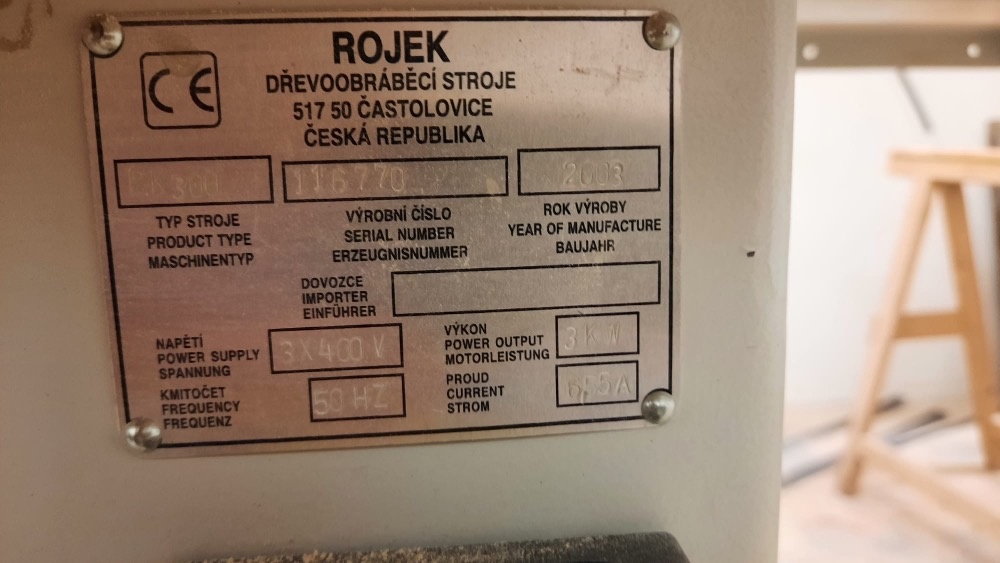 CE
ROJEK
DŘEVOOBRÁBĚCÍ STROJE
517 50 ČASTOLOVICE
ČESKÁ REPUBLIKA
116770
2003
TYP STROJE
PRODUCT TYPE
MASCHINENTYP
VÝROBNÍ ČÍSLO
SERIAL NUMBER
ERZEUGNISNUMMER
ROK VÝROBY
YEAR OF MANUFACTURE
BAUJAHR
DOVOZCE
IMPORTER
EINFÜHRER
NAPĚTÍ
POWER SUPPLY
SPANNUNG
3X400 V
VÝKON
POWER OUTPUT
MOTORLEISTUNG
3KW
KMITOČET
FREQUENCY
FREQUENZ
50 HZ
PROUD
CURRENT
STROM